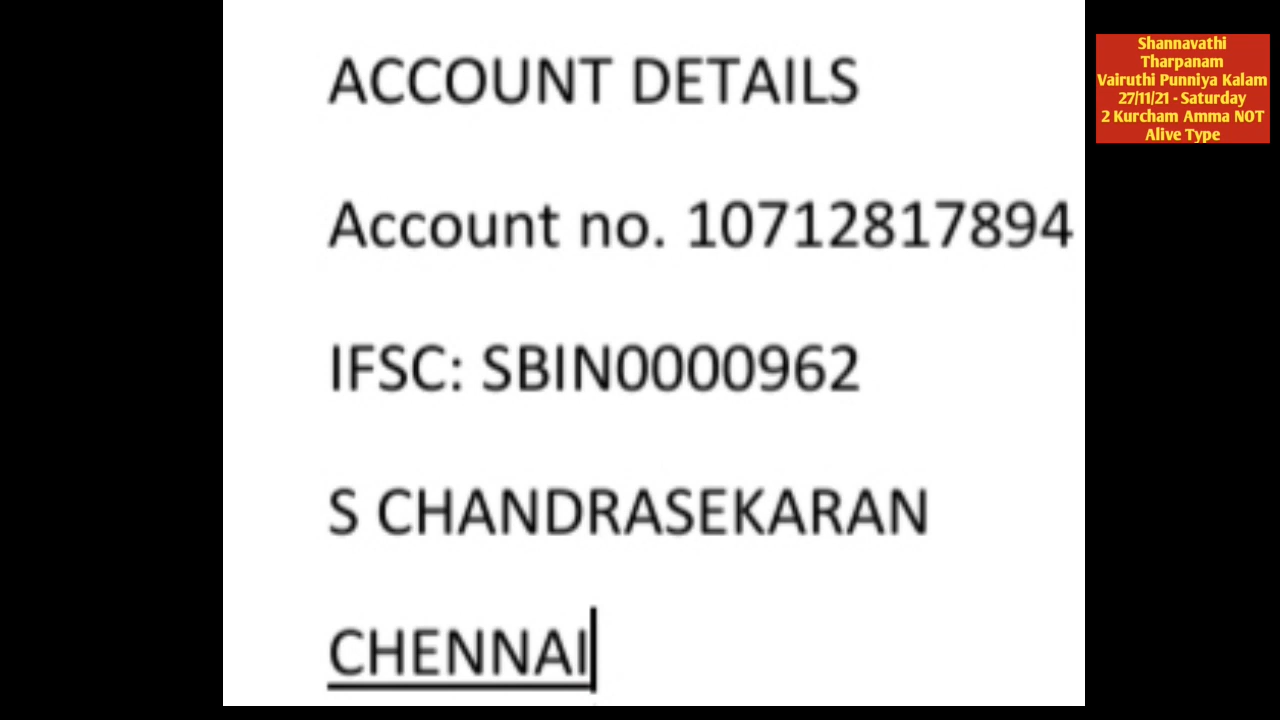 ACCOUNT DETAILS
Account no. 10712817894
IFSC: SBIN0000962
S CHANDRASEKARAN
CHENNAI
Shannavathi
Tharpanam
Vairuthi Punniya Kalam
27/11/21 - Saturday
2 Kurcham Amma NOT
Alive Type